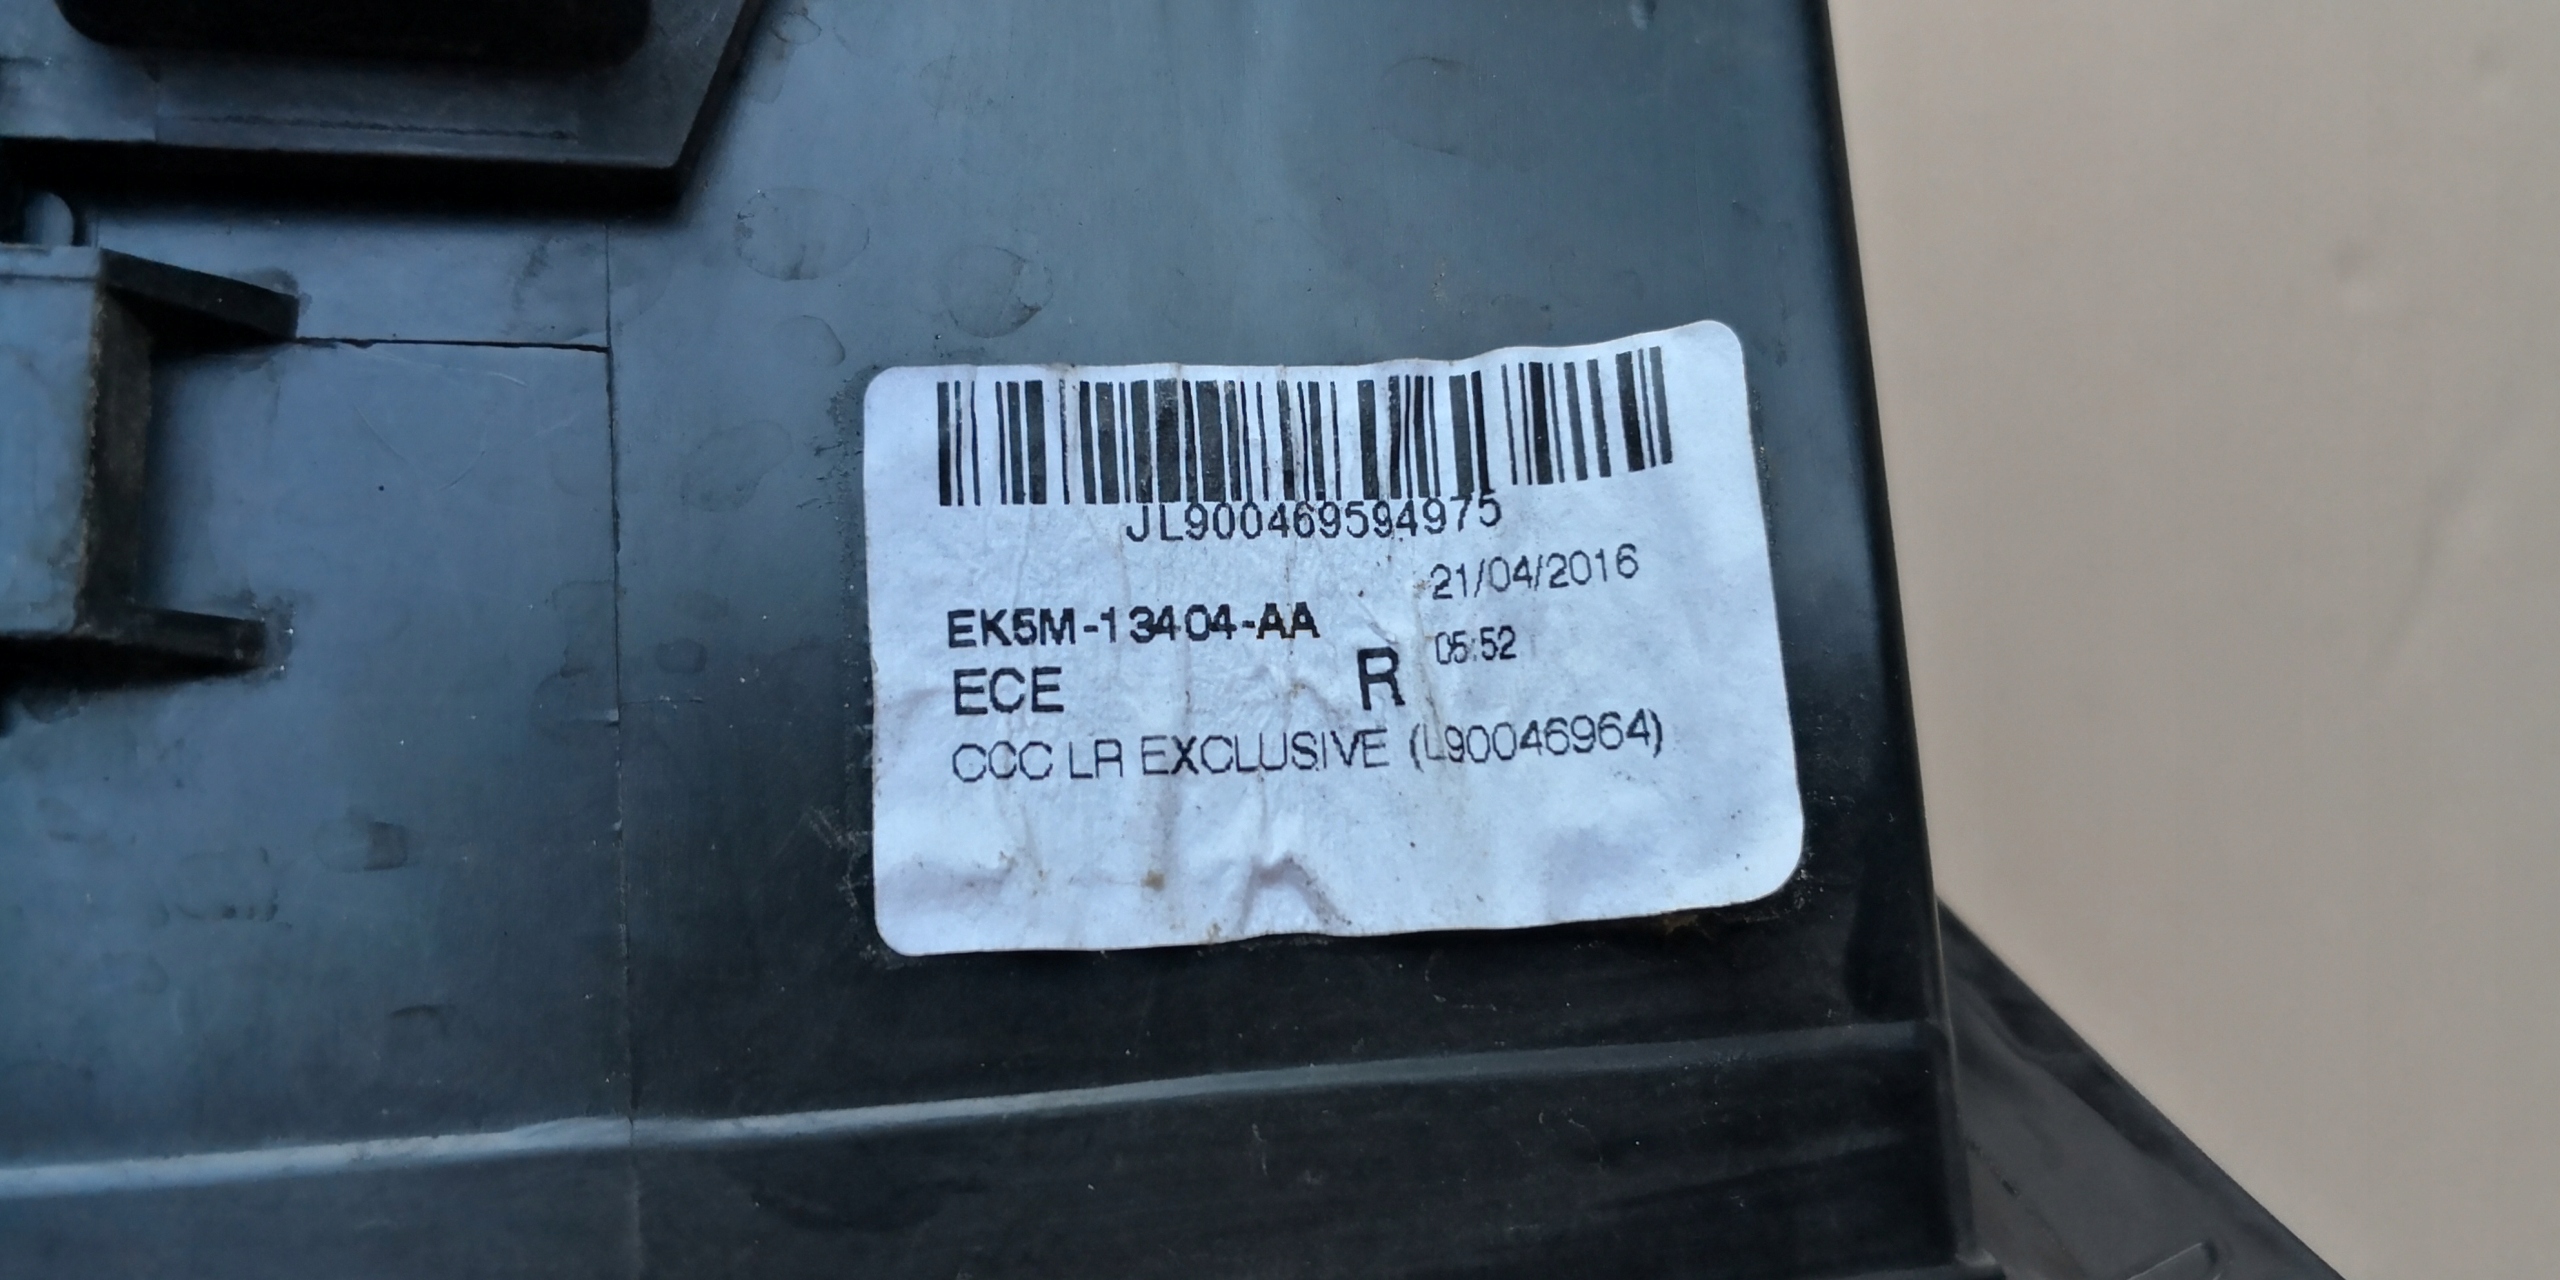 JL900469594975
21/04/2016
EK5M-13404-AA
05:52
ECE R
CCC LR EXCLUSIVE (L90046964)